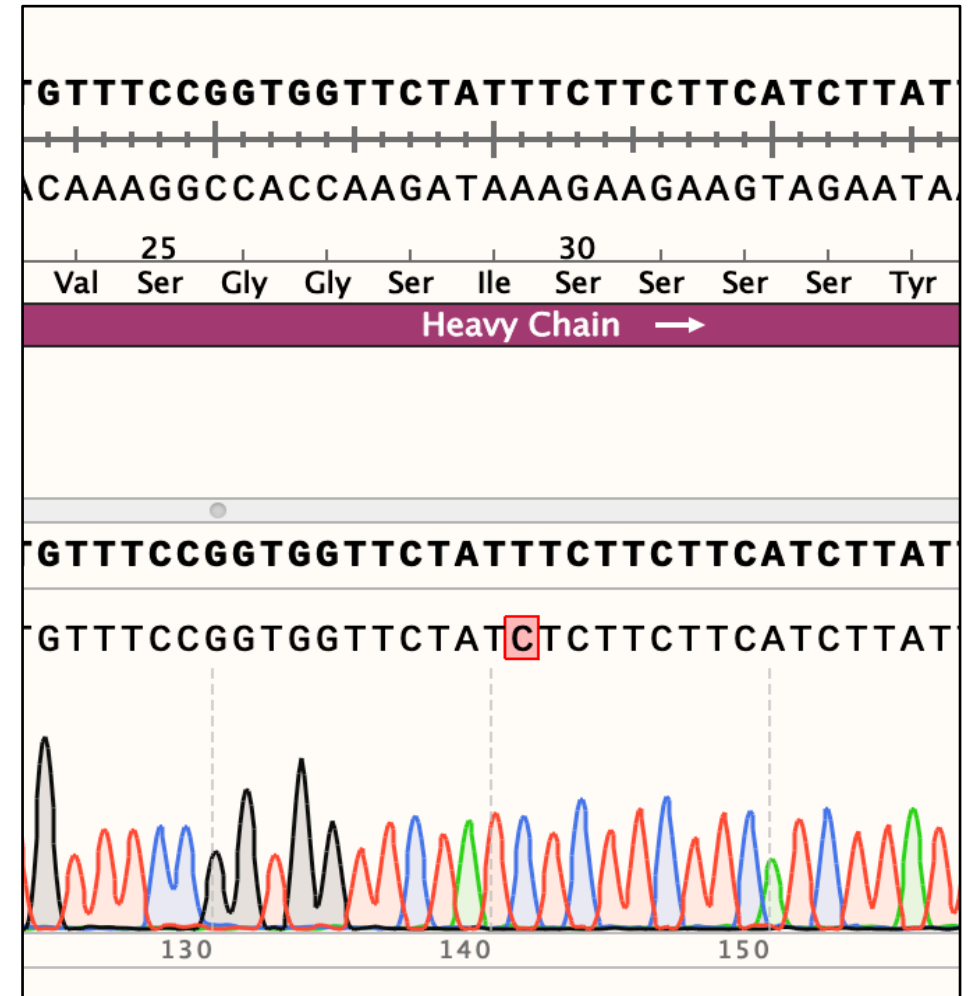 TGTTTCCGGTGGTTCTATTTCTTCTTCATCTTAT
ACAAAGGCCACCAAGATAAAGAAGAAGTAGAATA
25 30
Val Ser Gly Gly Ser Ile Ser Ser Ser Ser Tyr
Heavy Chain →
TGTTTCCGGTGGTTCTATTTCTTCTTCATCTTAT
TGTTTCCGGTGGTTCTATCTCTTCTTCATCTTAT
130 140 150